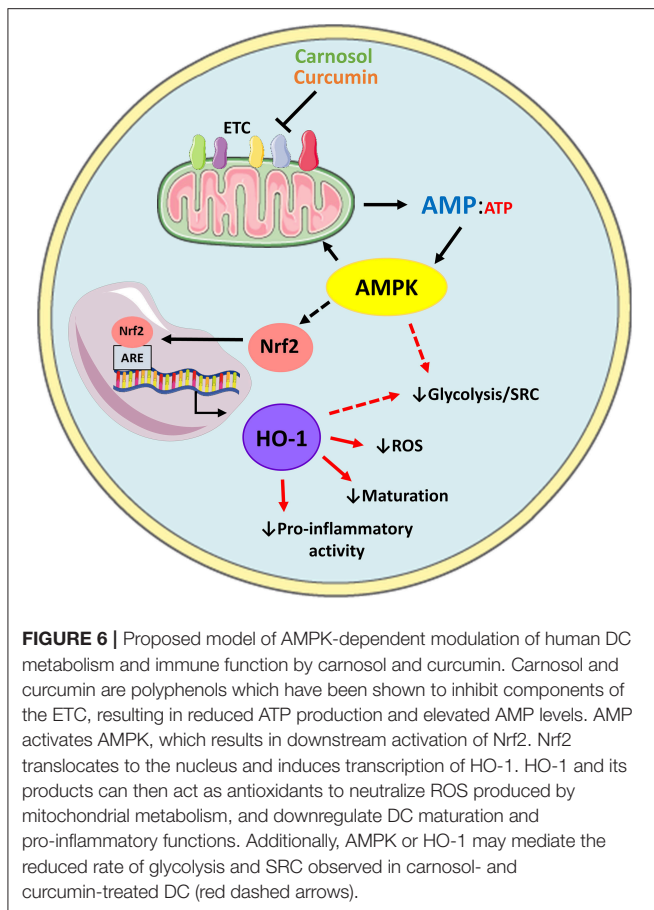 Carnosol
Curcumin
ETC
AMP:ATP
AMPK
Nrf2
Nrf2
ARE
↓Glycolysis/SRC
HO-1
↓ROS
↓Maturation
↓Pro-inflammatory
activity
FIGURE 6 | Proposed model of AMPK-dependent modulation of human DC
metabolism and immune function by carnosol and curcumin. Carnosol and
curcumin are polyphenols which have been shown to inhibit components of
the ETC, resulting in reduced ATP production and elevated AMP levels. AMP
activates AMPK, which results in downstream activation of Nrf2. Nrf2
translocates to the nucleus and induces transcription of HO-1. HO-1 and its
products can then act as antioxidants to neutralize ROS produced by
mitochondrial metabolism, and downregulate DC maturation and
pro-inflammatory functions. Additionally, AMPK or HO-1 may mediate the
reduced rate of glycolysis and SRC observed in carnosol- and
curcumin-treated DC (red dashed arrows).